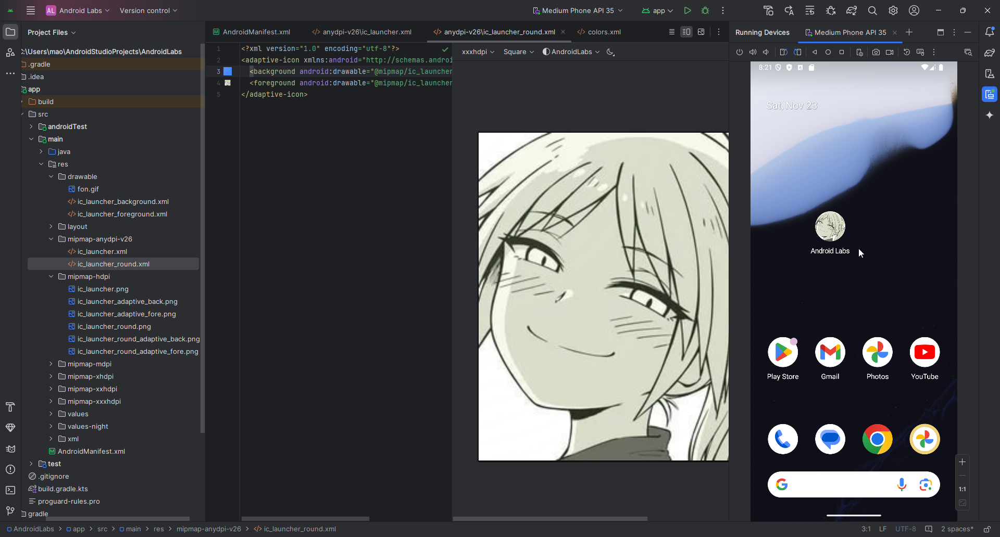 AL Android Labs Version control Medium Phone API 35 app
Project Files
C:\Users\mao\AndroidStudioProjects\AndroidLabs
.gradle
.idea
app
build
src
androidTest
main
java
res
drawable
fon.gif
ic_launcher_background.xml
ic_launcher_foreground.xml
layout
mipmap-anydpi-v26
ic_launcher.xml
ic_launcher_round.xml
mipmap-hdpi
ic_launcher.png
ic_launcher_adaptive_back.png
ic_launcher_adaptive_fore.png
ic_launcher_round.png
ic_launcher_round_adaptive_back.png
ic_launcher_round_adaptive_fore.png
mipmap-mdpi
mipmap-xhdpi
mipmap-xxhdpi
mipmap-xxxhdpi
values
values-night
xml
AndroidManifest.xml
test
.gitignore
build.gradle.kts
proguard-rules.pro
gradle
AndroidManifest.xml anydpi-v26\ic_launcher.xml anydpi-v26\ic_launcher_round.xml colors.xml
1 <?xml version="1.0" encoding="utf-8"?>
2 <adaptive-icon xmlns:android="http://schemas.androi
3 <background android:drawable="@mipmap/ic_launcher
4 <foreground android:drawable="@mipmap/ic_launcher
5 </adaptive-icon>
xxxhdpi Square AndroidLabs
Running Devices Medium Phone API 35
8:21
Sat, Nov 23
Android Labs
Play Store Gmail Photos YouTube
1:1
AndroidLabs > app > src > main > res > mipmap-anydpi-v26 > ic_launcher_round.xml
3:1 LF UTF-8 2 spaces*